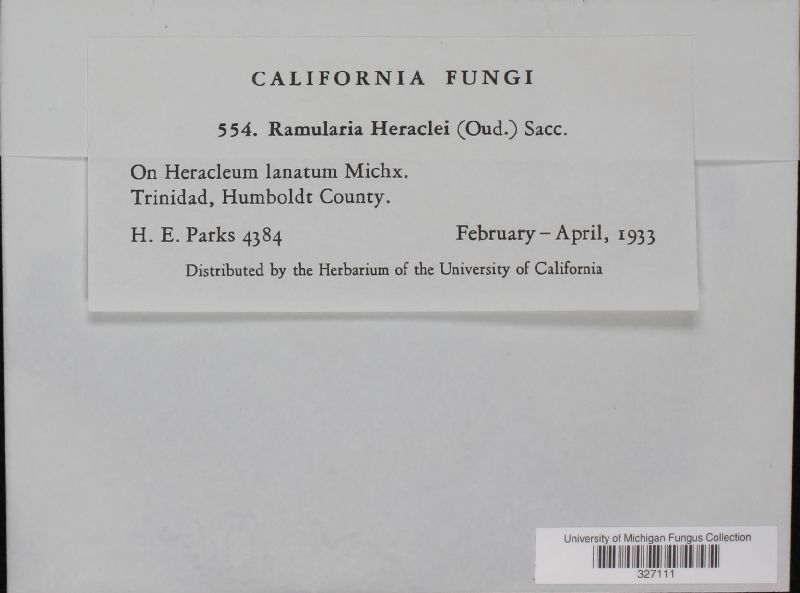 CALIFORNIA FUNGI
554. Ramularia Heraclei (Oud.) Sacc.
On Heracleum lanatum Michx.
Trinidad, Humboldt County.
H. E. Parks 4384 February – April, 1933
Distributed by the Herbarium of the University of California
University of Michigan Fungus Collection
327111